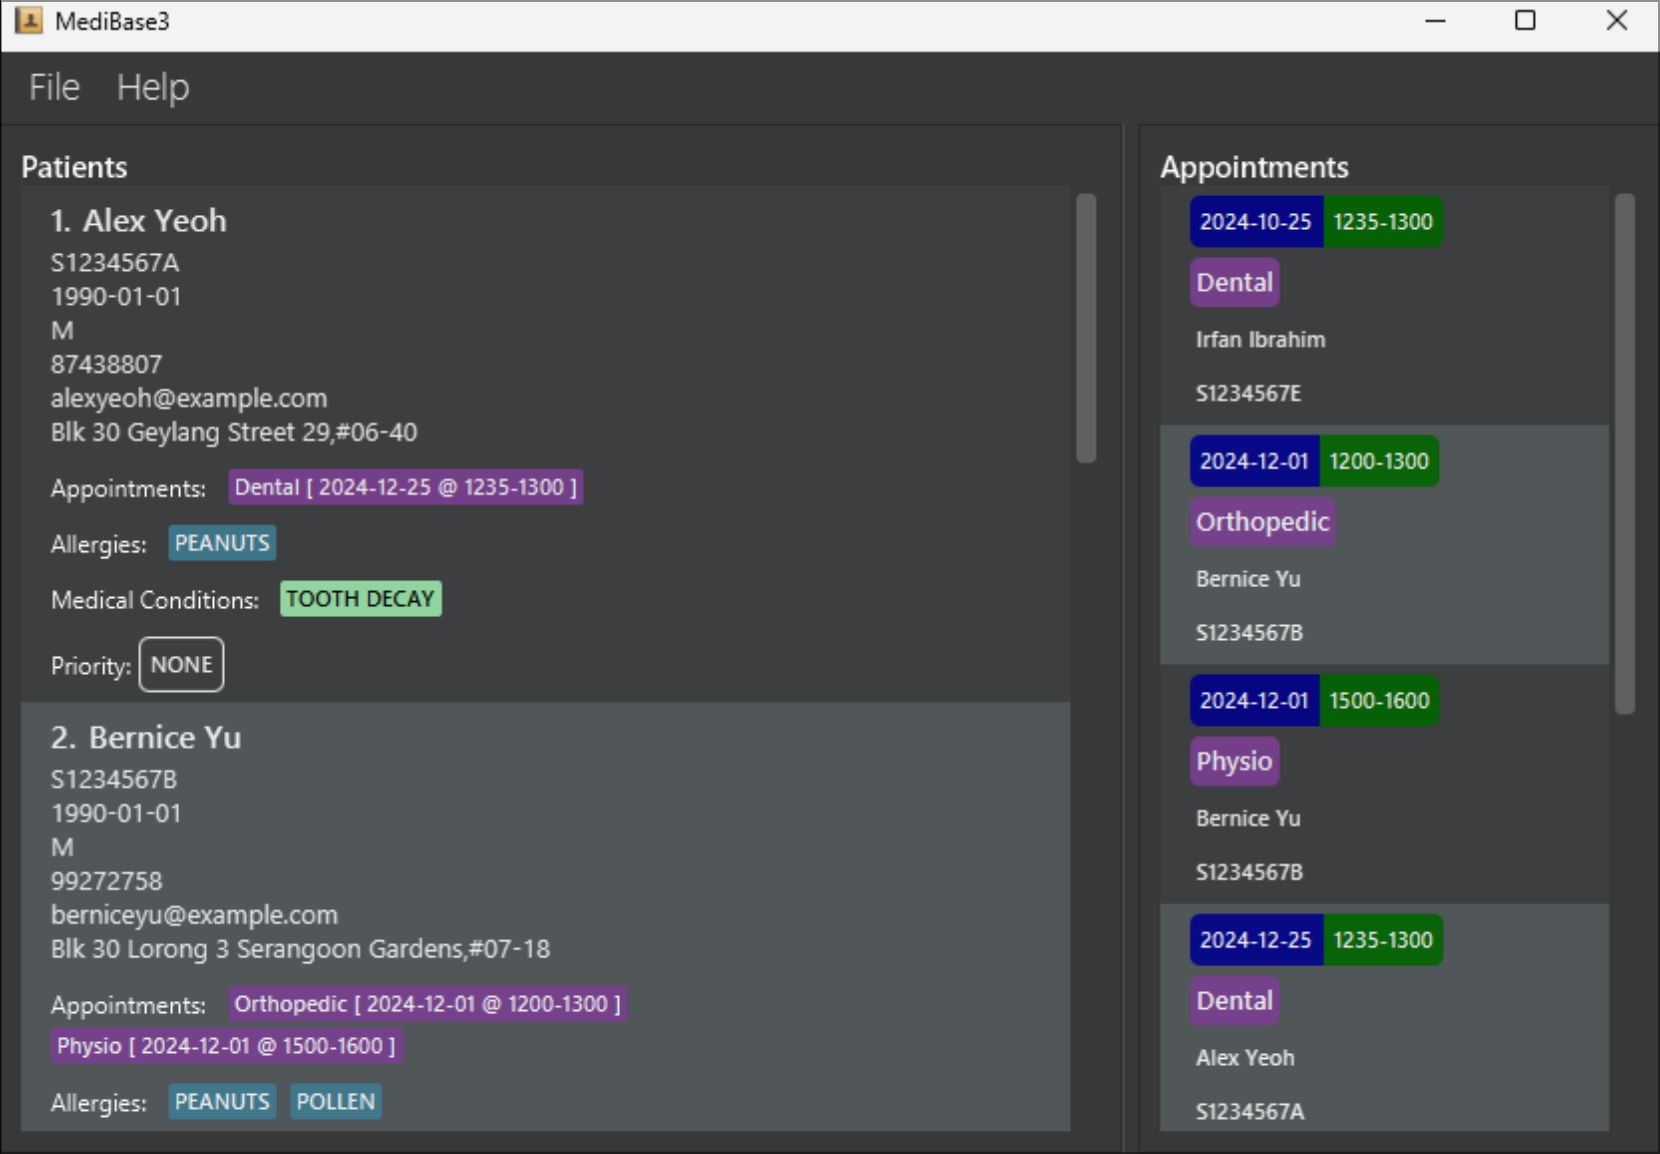 MediBase3
File Help
Patients
1. Alex Yeoh
S1234567A
1990-01-01
M
87438807
alexyeoh@example.com
Blk 30 Geylang Street 29,#06-40
Appointments: Dental [ 2024-12-25 @ 1235-1300 ]
Allergies: PEANUTS
Medical Conditions: TOOTH DECAY
Priority: NONE
2. Bernice Yu
S1234567B
1990-01-01
M
99272758
berniceyu@example.com
Blk 30 Lorong 3 Serangoon Gardens,#07-18
Appointments: Orthopedic [ 2024-12-01 @ 1200-1300 ]
Physio [ 2024-12-01 @ 1500-1600 ]
Allergies: PEANUTS POLLEN
Appointments
2024-10-25 1235-1300
Dental
Irfan Ibrahim
S1234567E
2024-12-01 1200-1300
Orthopedic
Bernice Yu
S1234567B
2024-12-01 1500-1600
Physio
Bernice Yu
S1234567B
2024-12-25 1235-1300
Dental
Alex Yeoh
S1234567A